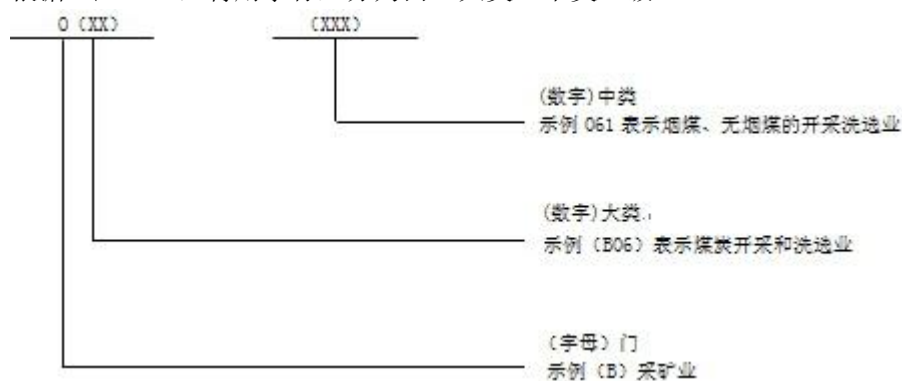 O (XX)
(XXX)
(数字)中类
示例 061 表示烟煤、无烟煤的开采洗选业
(数字)大类.
示例（B06）表示煤炭开采和洗选业
（字母）门
示例（B）采矿业